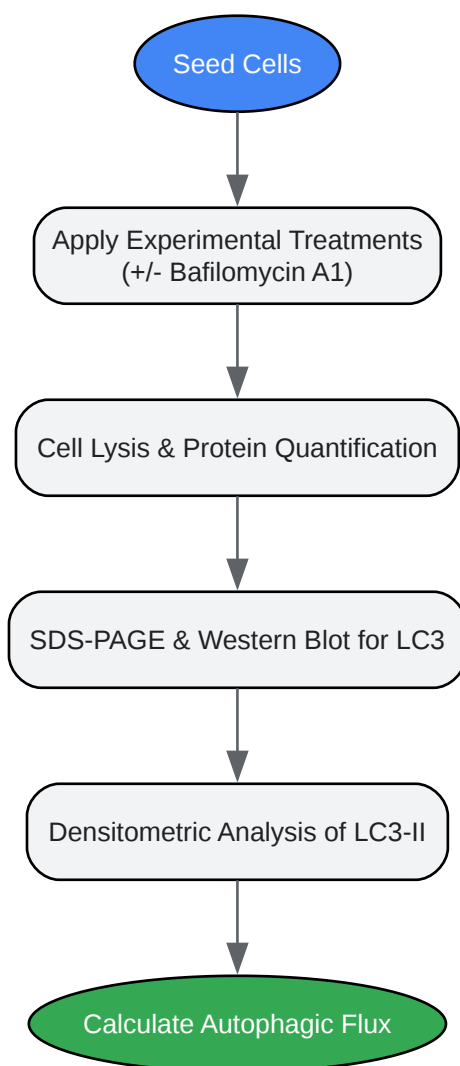 Seed Cells
Apply Experimental Treatments
(+/- Bafilomycin A1)
Cell Lysis & Protein Quantification
SDS-PAGE & Western Blot for LC3
Densitometric Analysis of LC3-II
Calculate Autophagic Flux